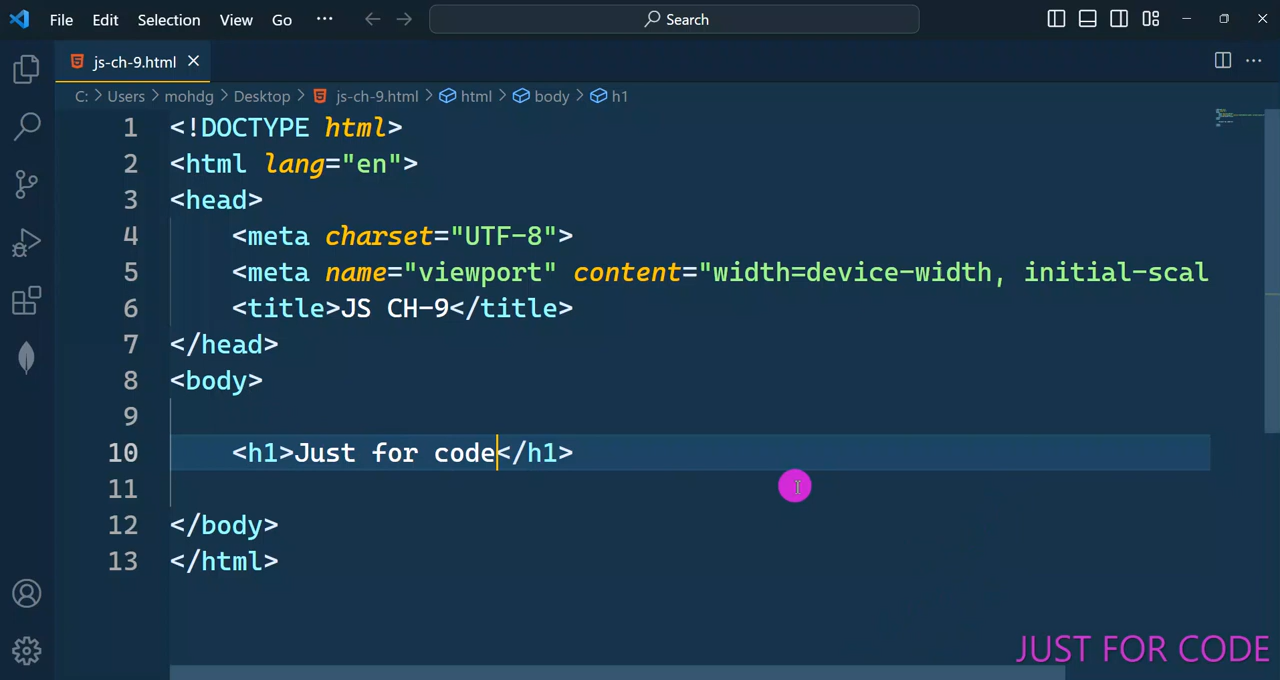 File Edit Selection View Go ··· Search
js-ch-9.html
C: > Users > mohdg > Desktop > js-ch-9.html > html > body > h1
1 <!DOCTYPE html>
2 <html lang="en">
3 <head>
4 <meta charset="UTF-8">
5 <meta name="viewport" content="width=device-width, initial-scal
6 <title>JS CH-9</title>
7 </head>
8 <body>
9
10 <h1>Just for code</h1>
11
12 </body>
13 </html>
JUST FOR CODE